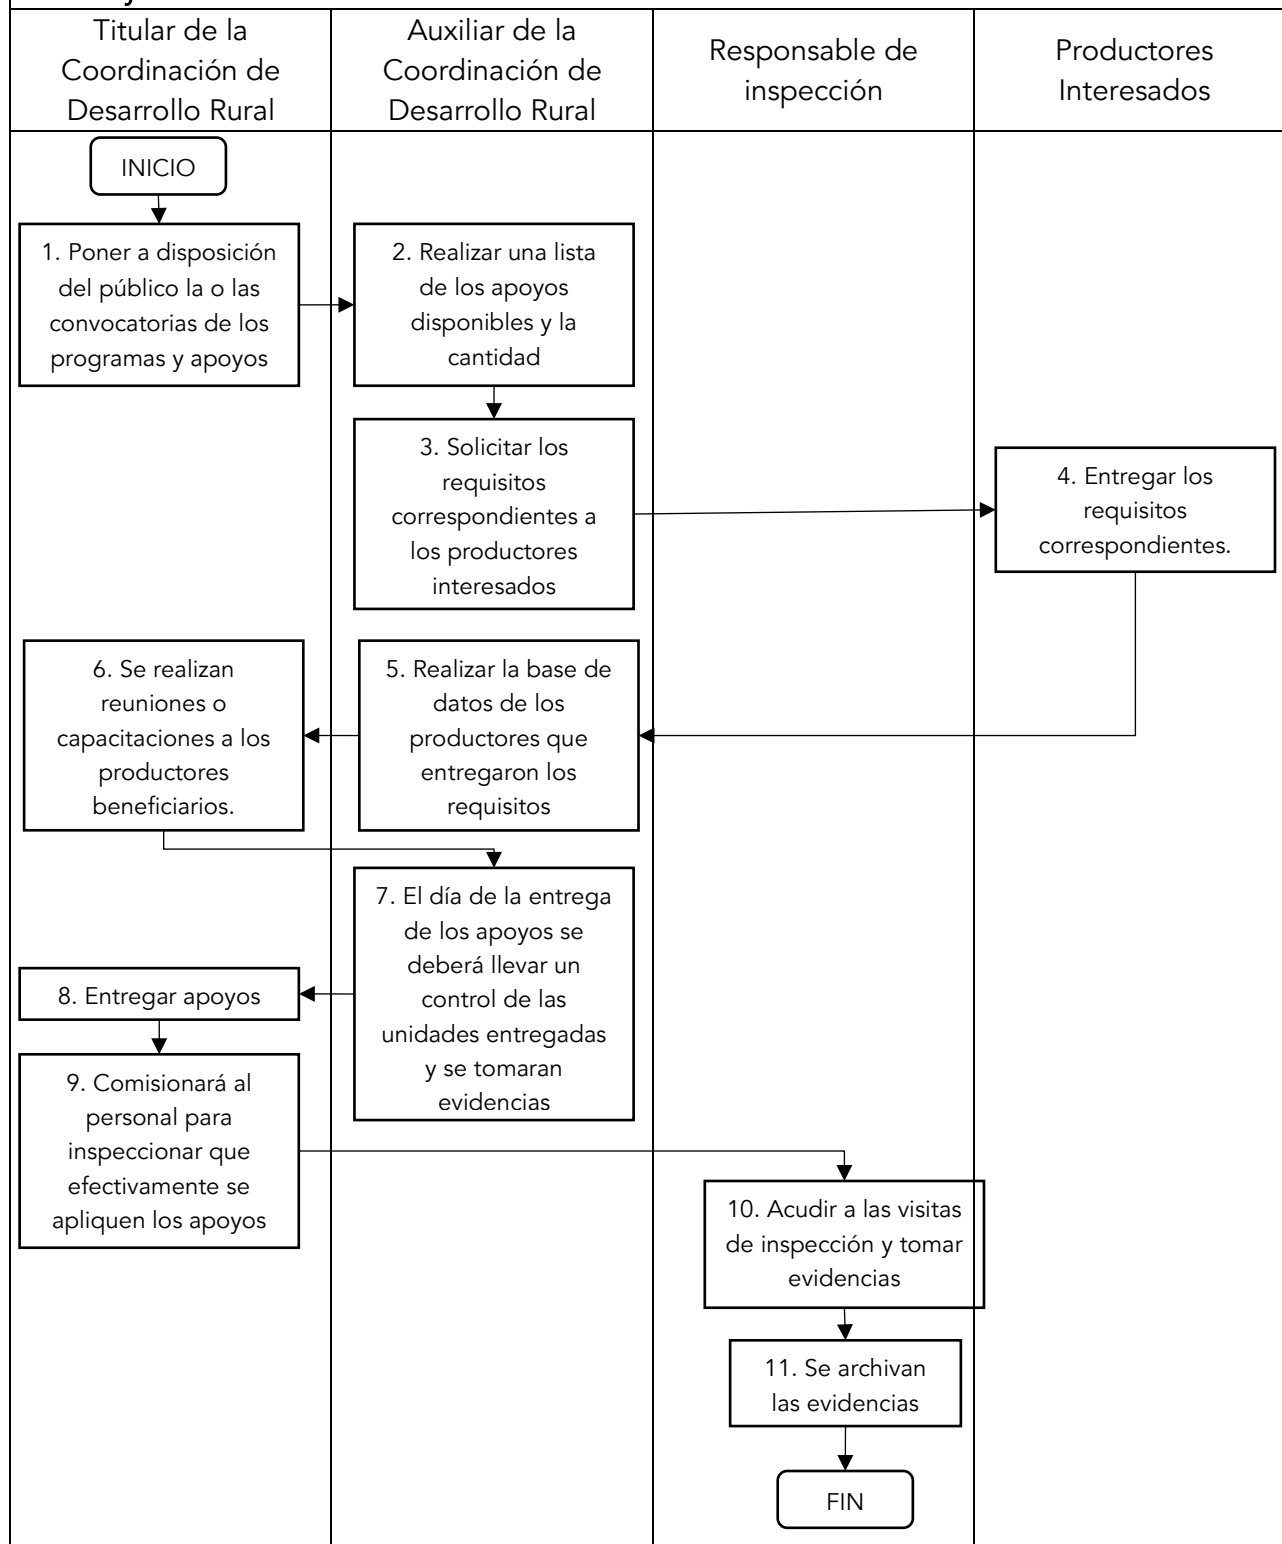 Titular de la
Coordinación de
Desarrollo Rural
Auxiliar de la
Coordinación de
Desarrollo Rural
Responsable de
inspección
Productores
Interesados
INICIO
1. Poner a disposición
del público la o las
convocatorias de los
programas y apoyos
2. Realizar una lista
de los apoyos
disponibles y la
cantidad
3. Solicitar los
requisitos
correspondientes a
los productores
interesados
4. Entregar los
requisitos
correspondientes.
5. Realizar la base de
datos de los
productores que
entregaron los
requisitos
6. Se realizan
reuniones o
capacitaciones a los
productores
beneficiarios.
7. El día de la entrega
de los apoyos se
deberá llevar un
control de las
unidades entregadas
y se tomaran
evidencias
8. Entregar apoyos
9. Comisionará al
personal para
inspeccionar que
efectivamente se
apliquen los apoyos
10. Acudir a las visitas
de inspección y tomar
evidencias
11. Se archivan
las evidencias
FIN